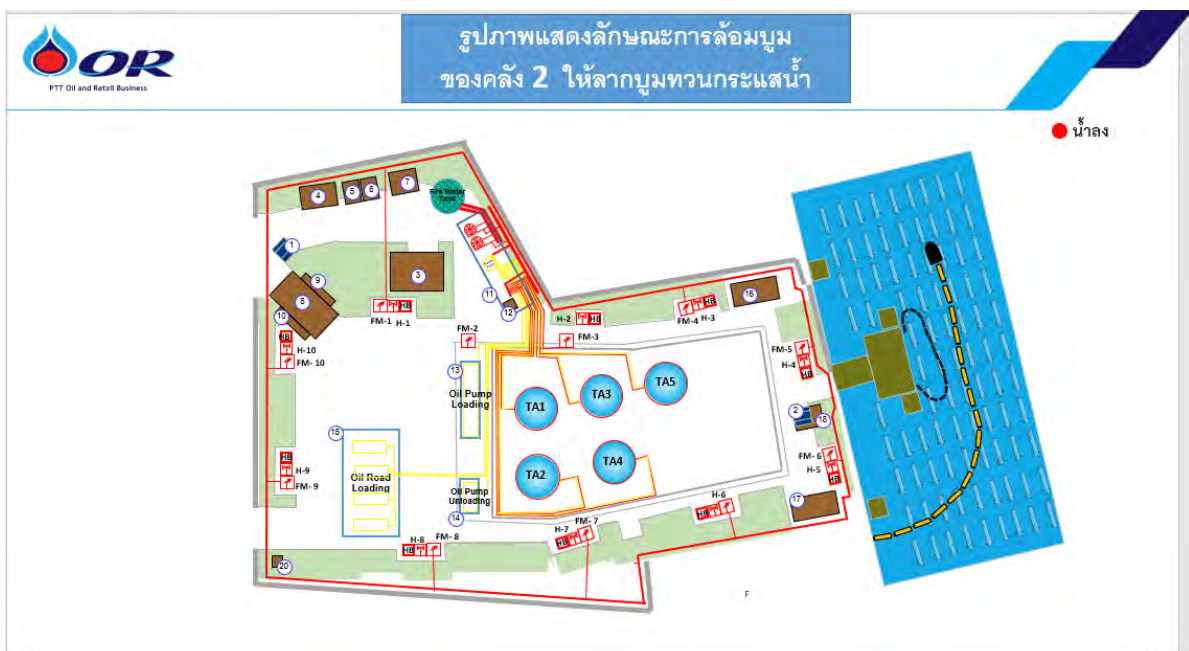 รูปภาพแสดงลักษณะการล้อมบูม
ของคลัง 2 ให้ลากบูมทวนกระแสน้ำ
OR
PTT Oil and Retail Business
น้ำลง
4
5
6
7
Fire Water
Tank
1
9
3
8
10
11
12
FM-1
H-1
HB
FM-2
H-2
HB
FM-3
FM-4
H-3
HB
16
HB
H-10
FM- 10
FM-5
H-4
HB
13
Oil Pump
Loading
TA1
TA3
TA5
2
18
15
Oil Road
Loading
HB
H-9
FM- 9
TA2
TA4
FM- 6
H-5
HB
Oil Pump
Unloading
14
H-6
HB
17
H-7
FM- 7
HB
H-8
FM- 8
HB
20
F